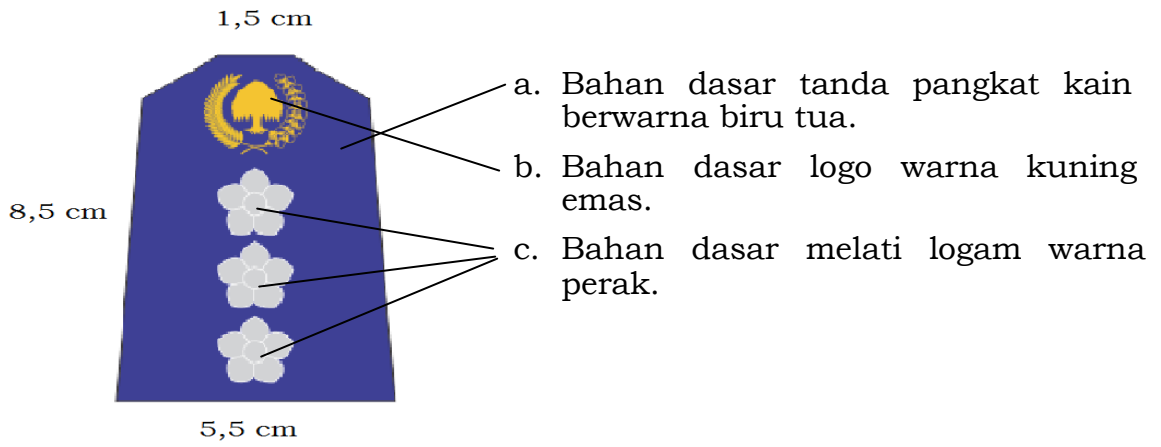 1,5 cm
a. Bahan dasar tanda pangkat kain
berwarna biru tua.
b. Bahan dasar logo warna kuning
emas.
8,5 cm
c. Bahan dasar melati logam warna
perak.
5,5 cm